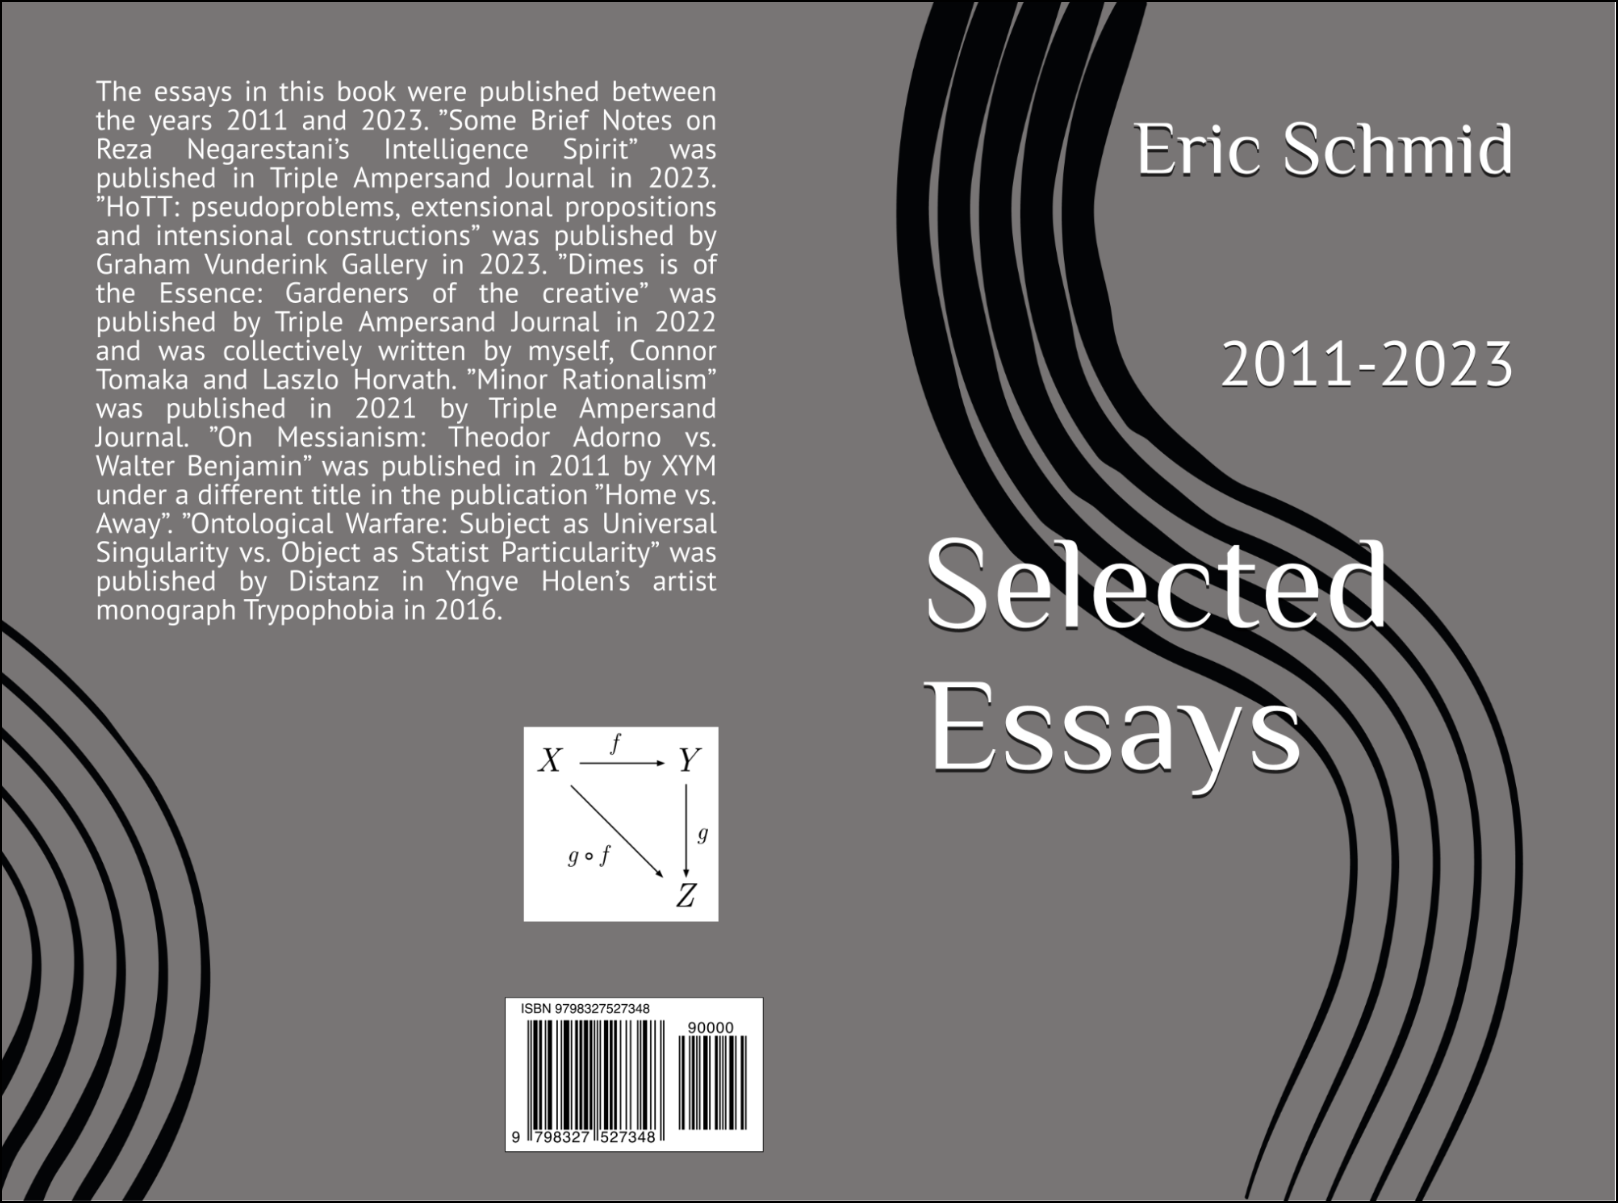 The essays in this book were published between
the years 2011 and 2023. ”Some Brief Notes on
Reza Negarestani’s Intelligence Spirit” was
published in Triple Ampersand Journal in 2023.
”HoTT: pseudoproblems, extensional propositions
and intensional constructions” was published by
Graham Vunderink Gallery in 2023. ”Dimes is of
the Essence: Gardeners of the creative” was
published by Triple Ampersand Journal in 2022
and was collectively written by myself, Connor
Tomaka and Laszlo Horvath. ”Minor Rationalism”
was published in 2021 by Triple Ampersand
Journal. ”On Messianism: Theodor Adorno vs.
Walter Benjamin” was published in 2011 by XYM
under a different title in the publication ”Home vs.
Away”. ”Ontological Warfare: Subject as Universal
Singularity vs. Object as Statist Particularity” was
published by Distanz in Yngve Holen’s artist
monograph Trypophobia in 2016.
f
X Y
g
g ∘ f
Z
ISBN 9798327527348
90000
9 798327 527348
Eric Schmid
2011-2023
Selected
Essays